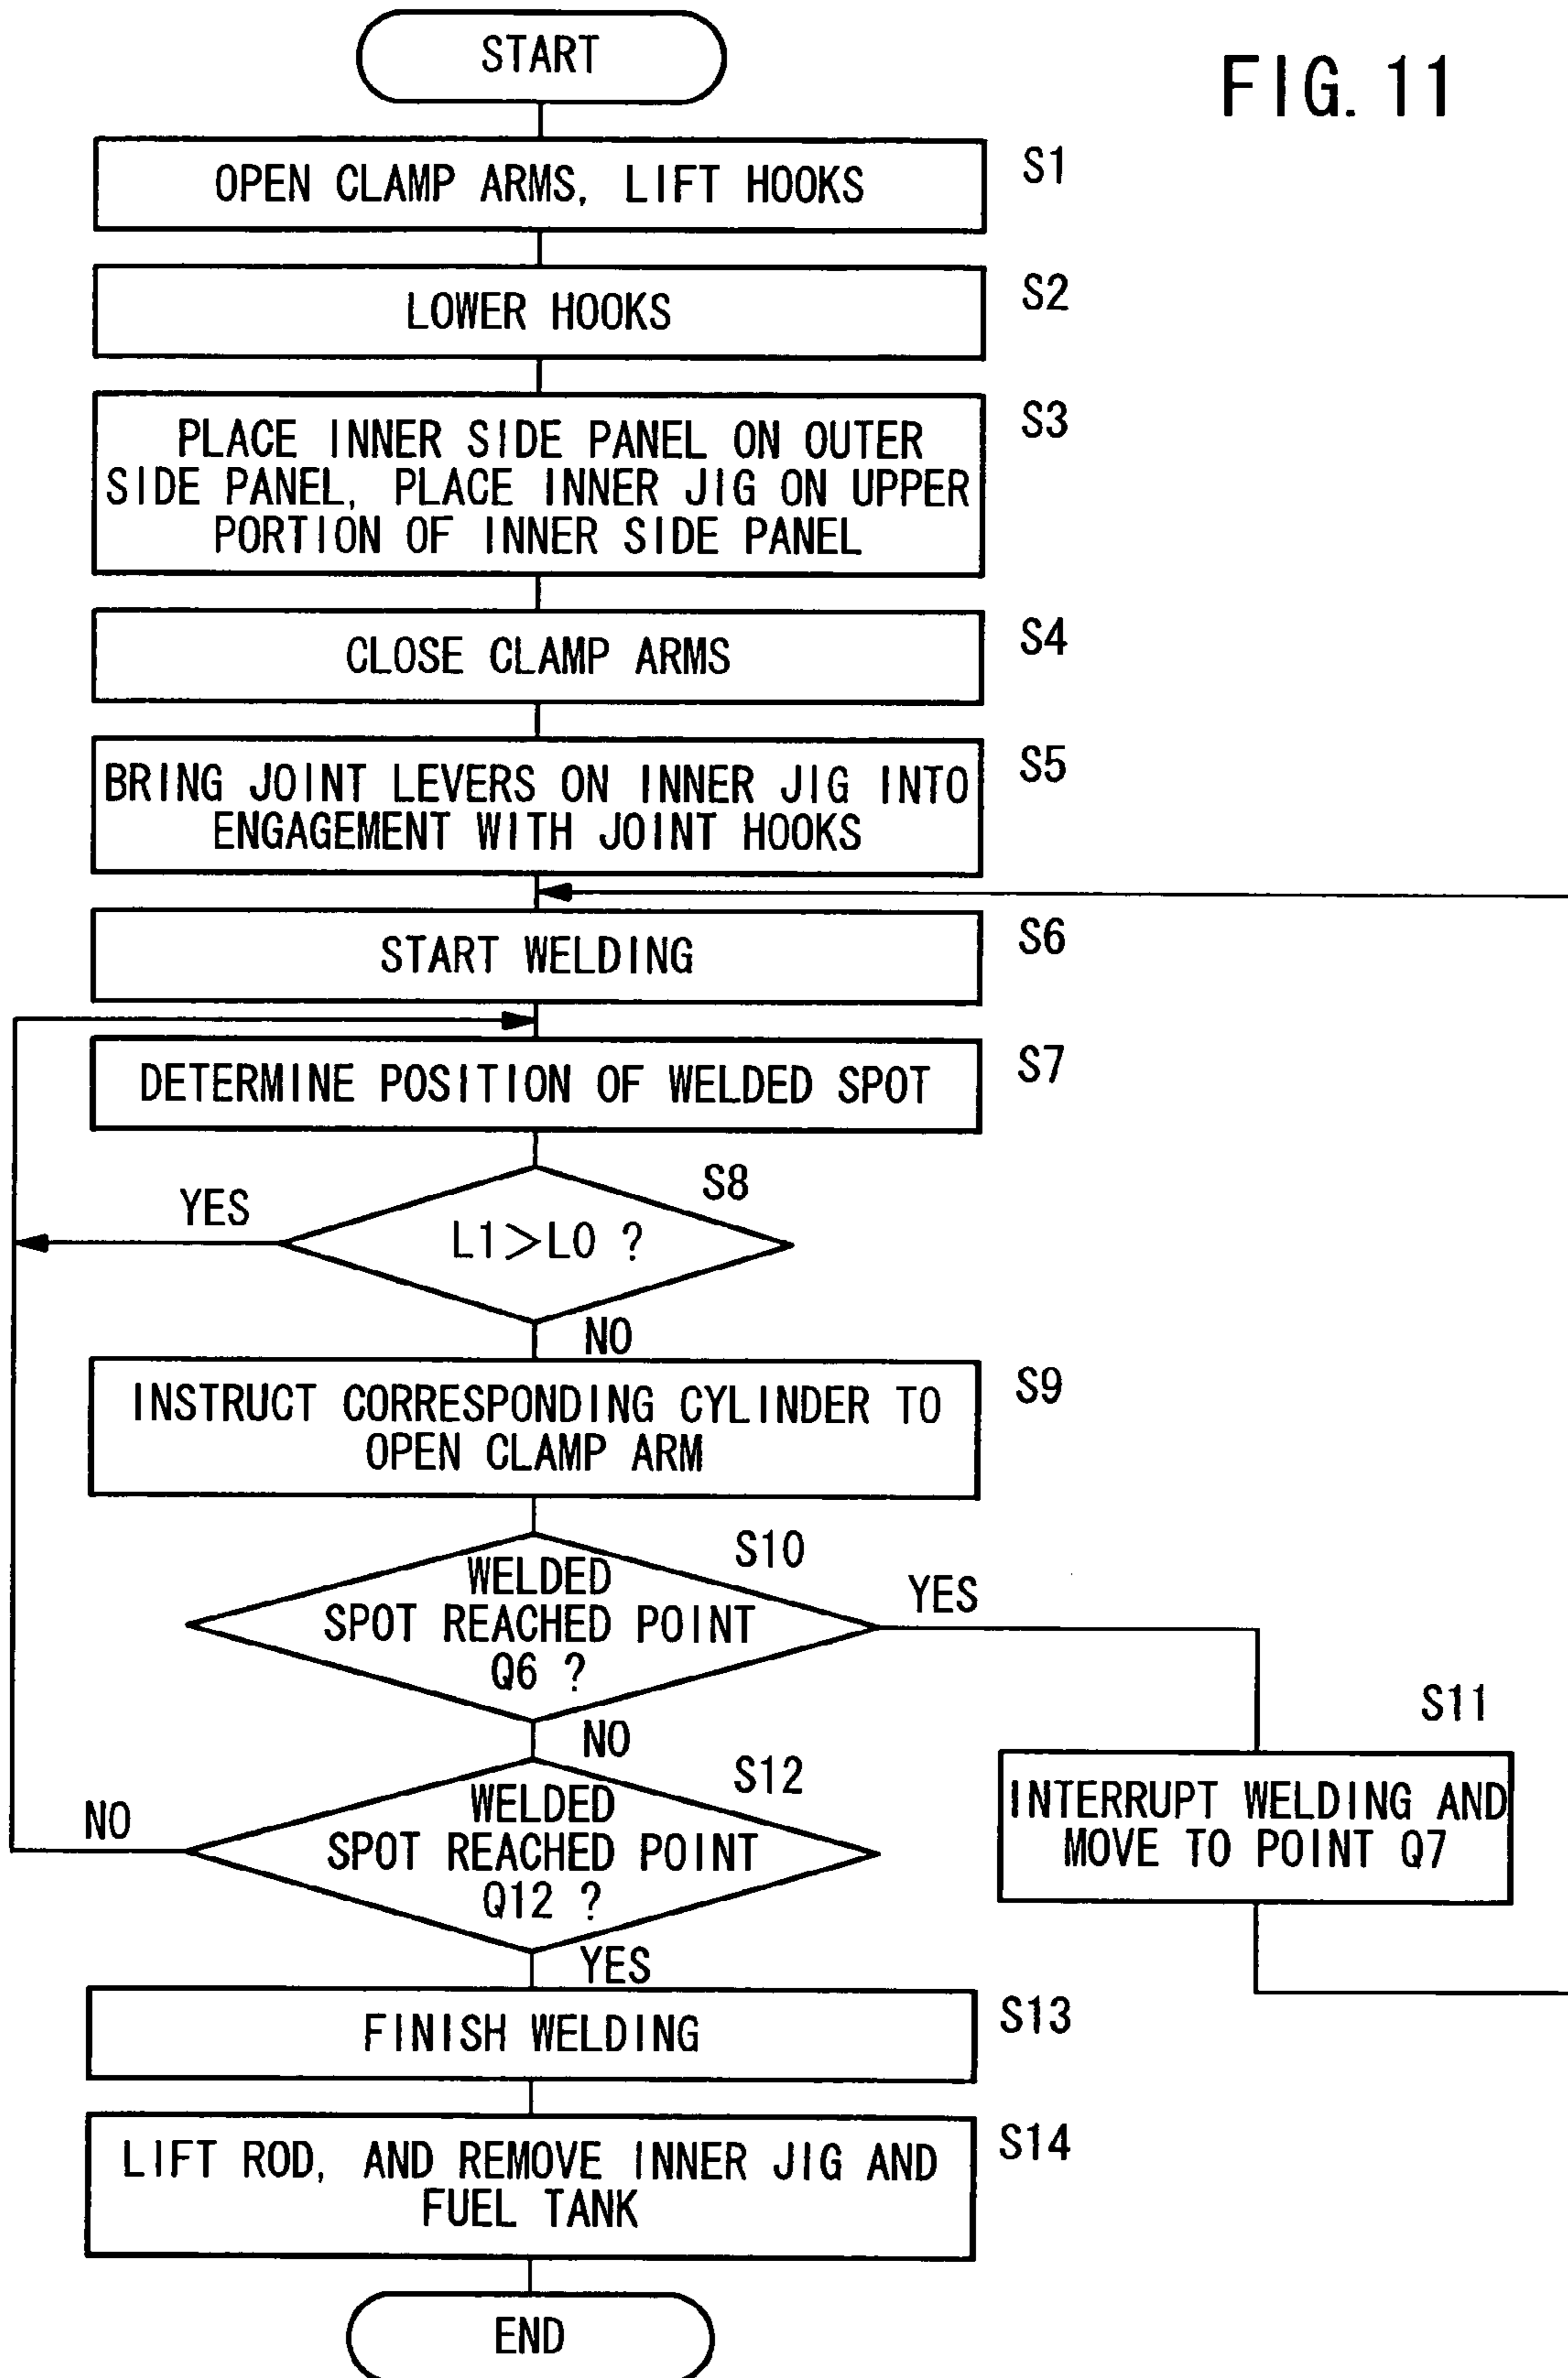 START
FIG. 11
OPEN CLAMP ARMS, LIFT HOOKS
S1
LOWER HOOKS
S2
PLACE INNER SIDE PANEL ON OUTER
SIDE PANEL, PLACE INNER JIG ON UPPER
PORTION OF INNER SIDE PANEL
S3
CLOSE CLAMP ARMS
S4
BRING JOINT LEVERS ON INNER JIG INTO
ENGAGEMENT WITH JOINT HOOKS
S5
START WELDING
S6
DETERMINE POSITION OF WELDED SPOT
S7
S8
YES
L1>L0 ?
NO
INSTRUCT CORRESPONDING CYLINDER TO
OPEN CLAMP ARM
S9
S10
WELDED
SPOT REACHED POINT
Q6 ?
YES
NO
S11
INTERRUPT WELDING AND
MOVE TO POINT Q7
S12
WELDED
SPOT REACHED POINT
Q12 ?
NO
YES
FINISH WELDING
S13
LIFT ROD, AND REMOVE INNER JIG AND
FUEL TANK
S14
END